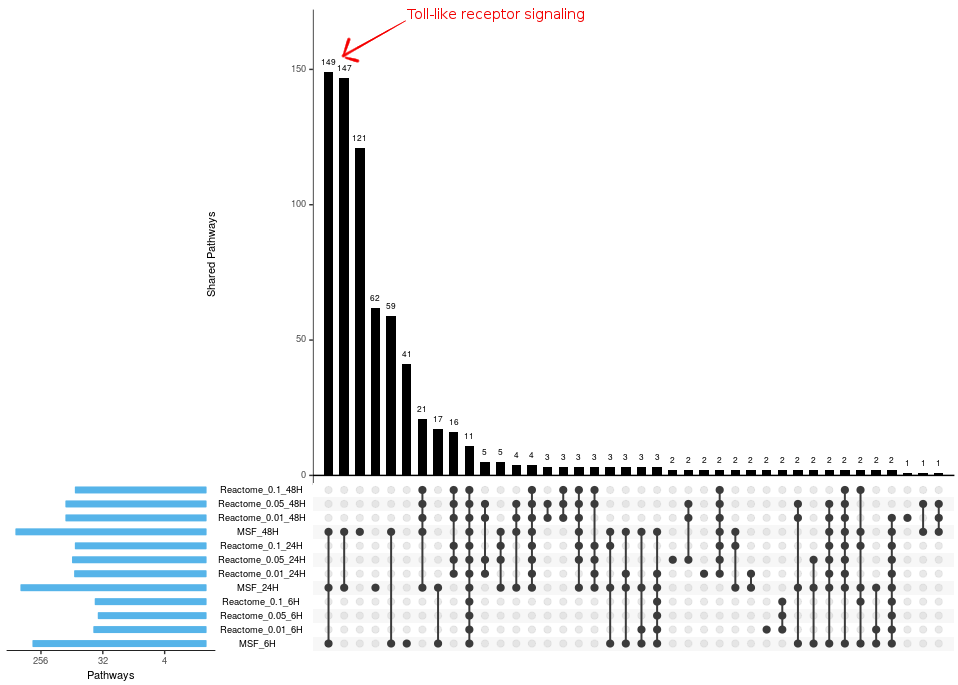 Toll-like receptor signaling
149 147
150
121
100
Shared Pathways
62
59
50
41
21
17
16
11
5 5 4 4 3 3 3 3 3 3 3 3 2 2 2 2 2 2 2 2 2 2 2 2 2 2 2 1 1 1
0
Reactome_0.1_48H
Reactome_0.05_48H
Reactome_0.01_48H
MSF_48H
Reactome_0.1_24H
Reactome_0.05_24H
Reactome_0.01_24H
MSF_24H
Reactome_0.1_6H
Reactome_0.05_6H
Reactome_0.01_6H
MSF_6H
256 32 4
Pathways